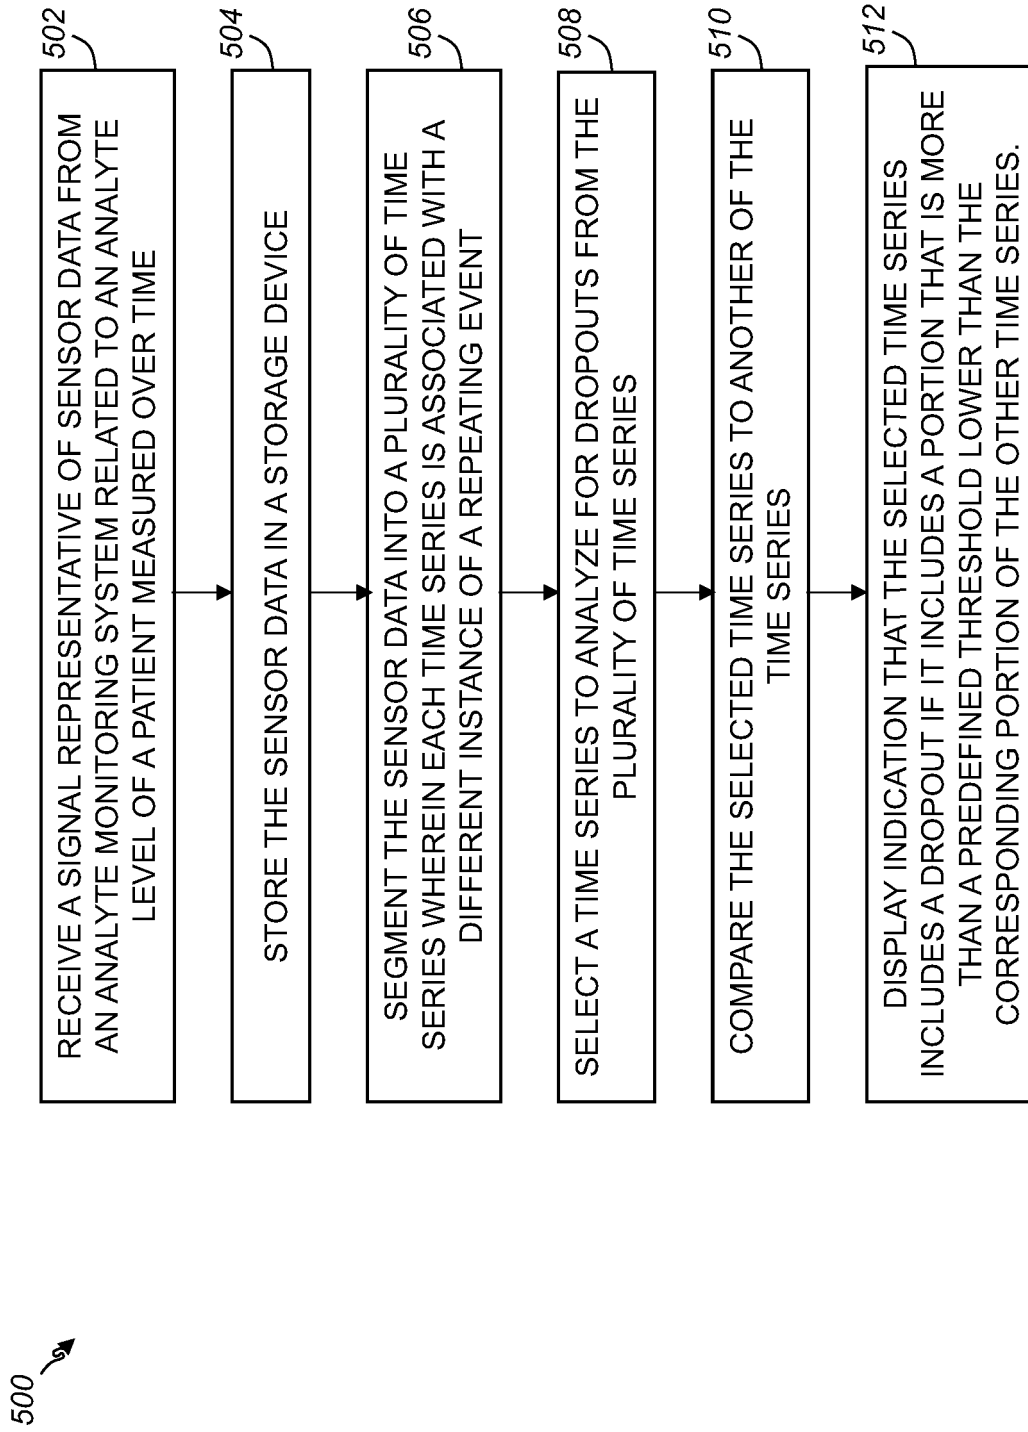 500
502
RECEIVE A SIGNAL REPRESENTATIVE OF SENSOR DATA FROM
AN ANALYTE MONITORING SYSTEM RELATED TO AN ANALYTE
LEVEL OF A PATIENT MEASURED OVER TIME
504
STORE THE SENSOR DATA IN A STORAGE DEVICE
506
SEGMENT THE SENSOR DATA INTO A PLURALITY OF TIME
SERIES WHEREIN EACH TIME SERIES IS ASSOCIATED WITH A
DIFFERENT INSTANCE OF A REPEATING EVENT
508
SELECT A TIME SERIES TO ANALYZE FOR DROPOUTS FROM THE
PLURALITY OF TIME SERIES
510
COMPARE THE SELECTED TIME SERIES TO ANOTHER OF THE
TIME SERIES
512
DISPLAY INDICATION THAT THE SELECTED TIME SERIES
INCLUDES A DROPOUT IF IT INCLUDES A PORTION THAT IS MORE
THAN A PREDEFINED THRESHOLD LOWER THAN THE
CORRESPONDING PORTION OF THE OTHER TIME SERIES.